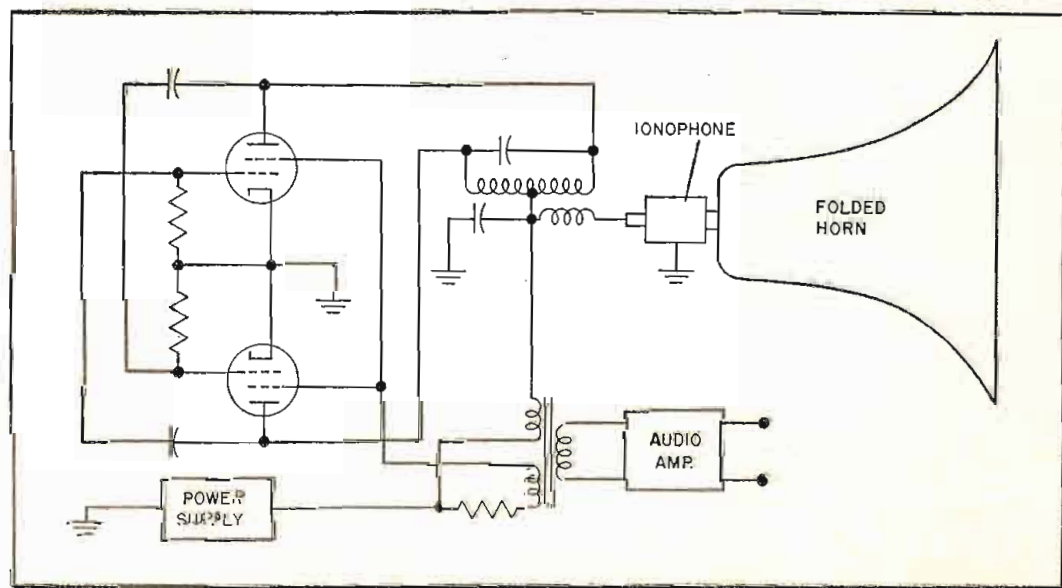 IONOPHONE
FOLDED
HORN
AUDIO
AMP.
POWER
SUPPLY